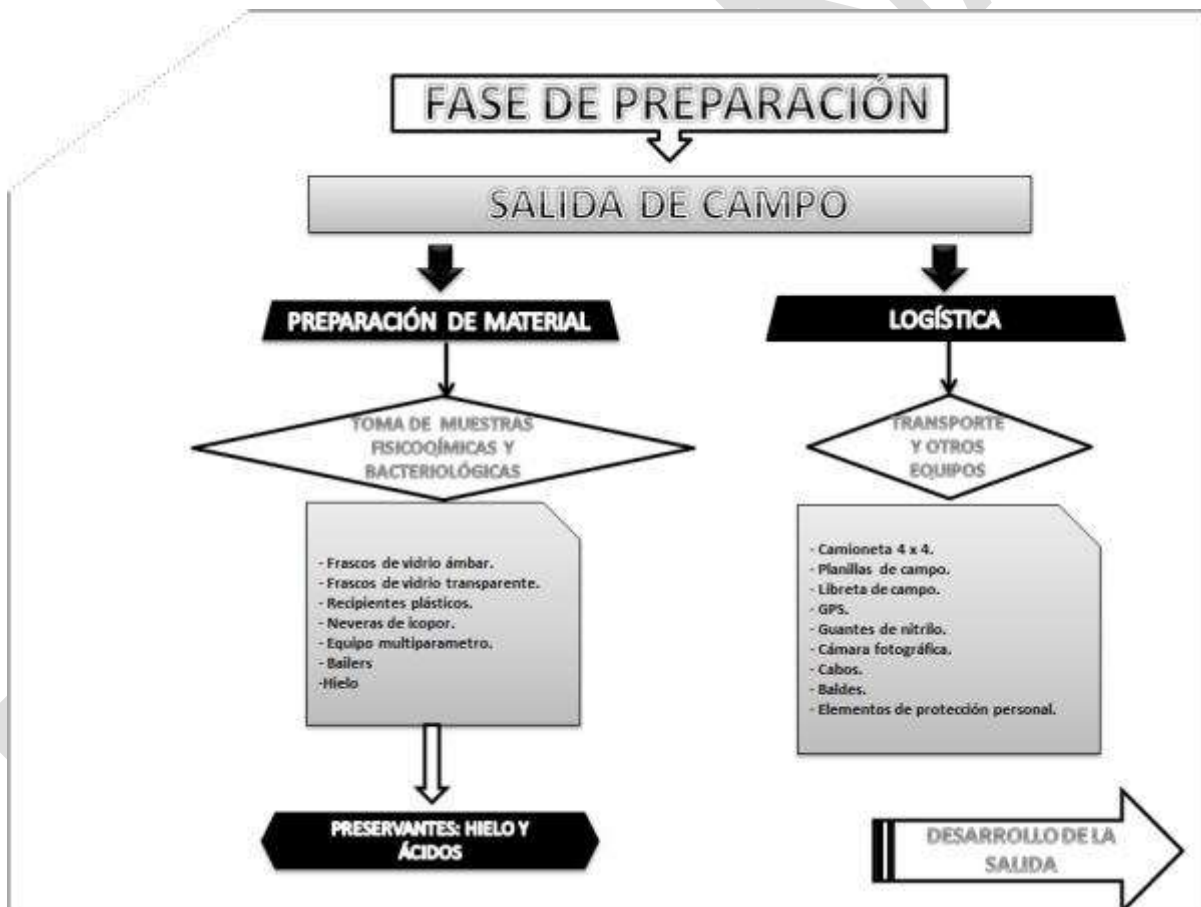 FASE DE PREPARACIÓN
SALIDA DE CAMPO
PREPARACIÓN DE MATERIAL
TOMA DE MUESTRAS
FISICOQÍMICAS Y
BACTERIOLÓGICAS
- Frascos de vidrio ámbar.
- Frascos de vidrio transparente.
- Recipientes plásticos.
- Neveras de icopor.
- Equipo multiparametro.
- Bailers
-Hielo
PRESERVANTES: HIELO Y
ÁCIDOS
LOGÍSTICA
TRANSPORTE
Y OTROS
EQUIPOS
- Camioneta 4 x 4.
- Planillas de campo.
- Libreta de campo.
- GPS.
- Guantes de nitrilo.
- Cámara fotográfica.
- Cabos.
- Baldes.
- Elementos de protección personal.
DESARROLLO DE LA
SALIDA